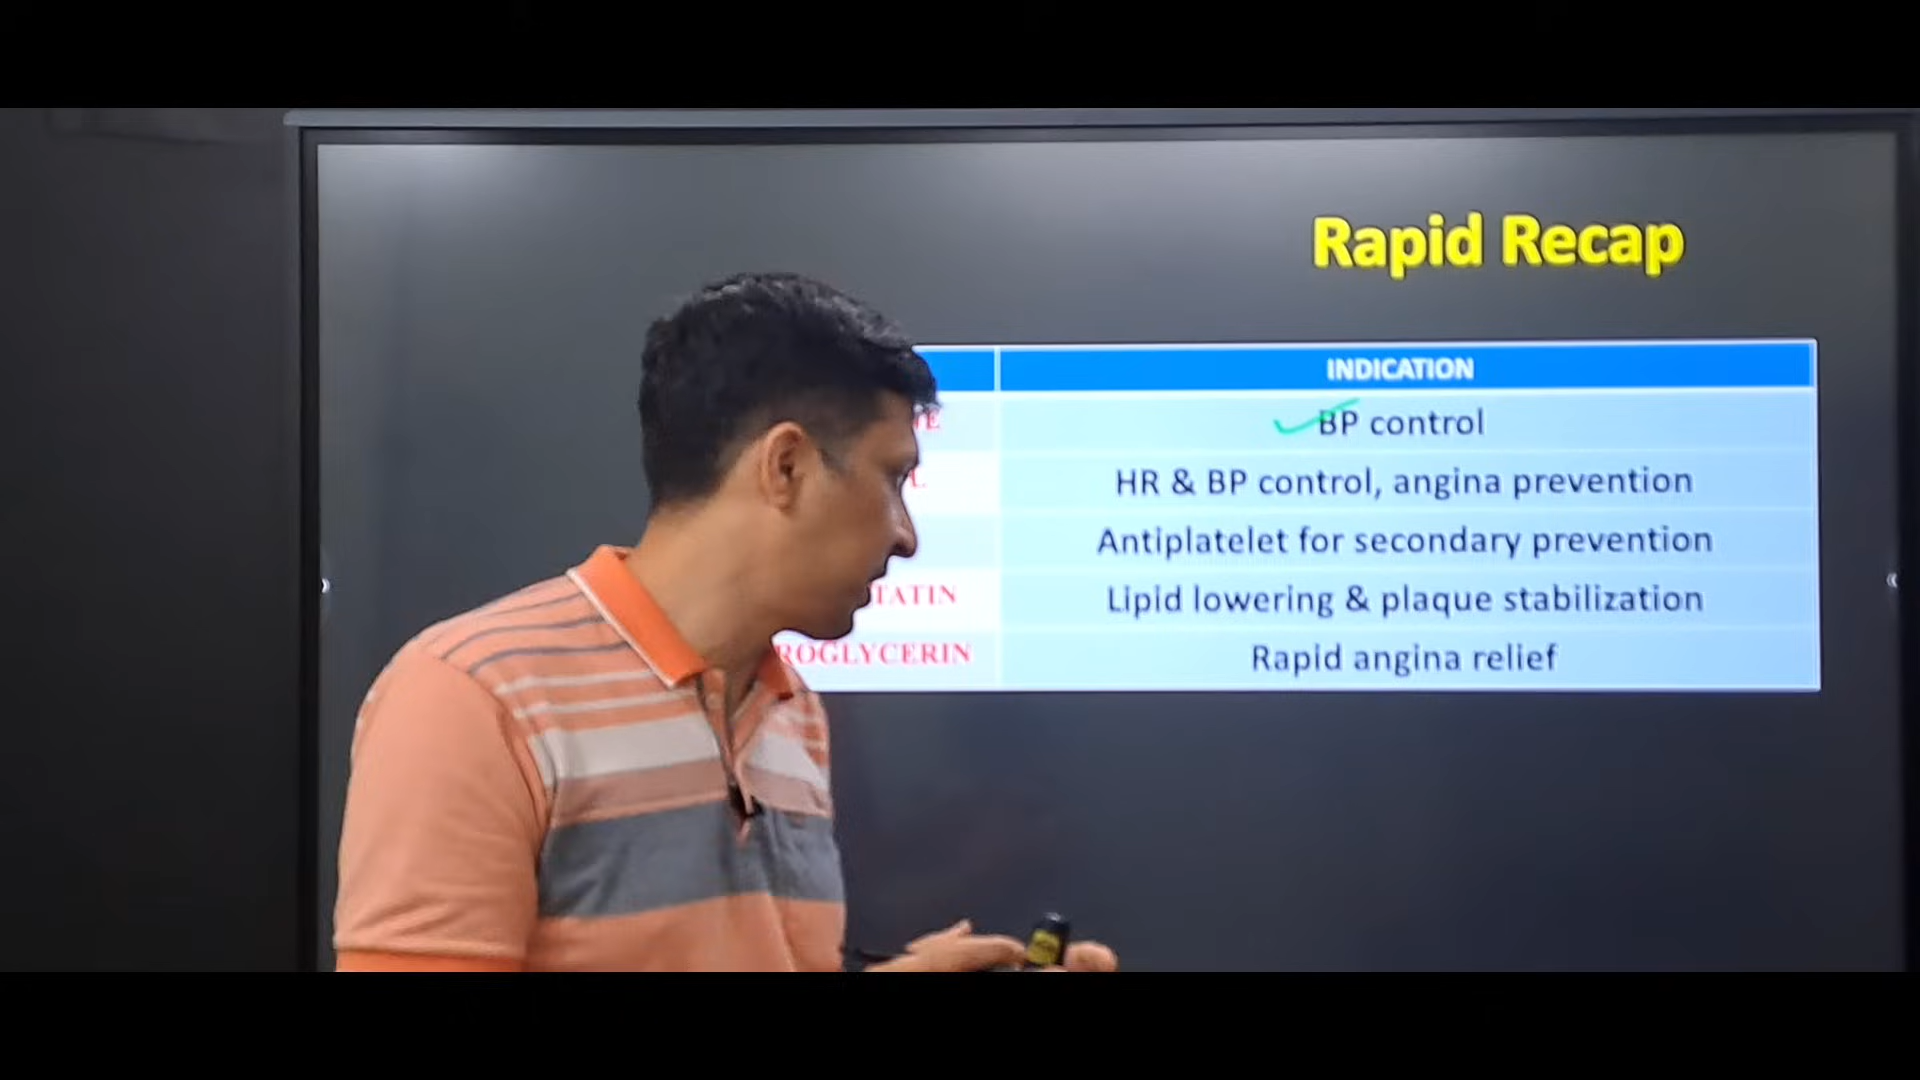 Rapid Recap
INDICATION
BP control
HR & BP control, angina prevention
Antiplatelet for secondary prevention
TATIN Lipid lowering & plaque stabilization
ROGLYCERIN Rapid angina relief